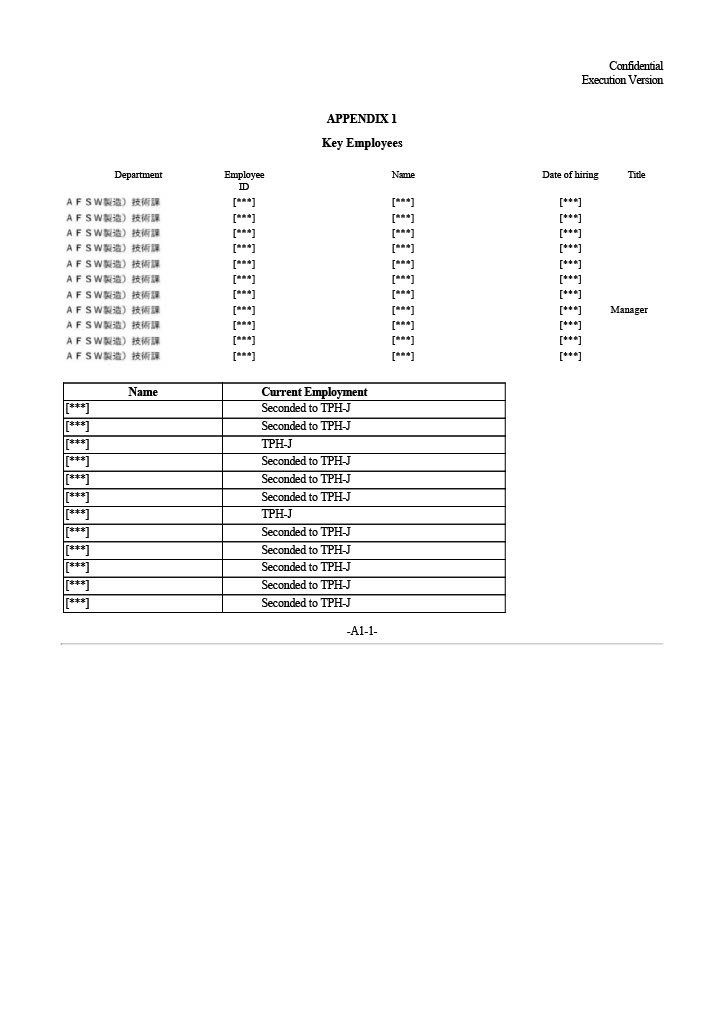 Confidential
Execution Version
APPENDIX 1
Key Employees
Department Employee ID Name Date of hiring Title
ＡＦＳＷ製造）技術課 [***] [***] [***]
ＡＦＳＷ製造）技術課 [***] [***] [***]
ＡＦＳＷ製造）技術課 [***] [***] [***]
ＡＦＳＷ製造）技術課 [***] [***] [***]
ＡＦＳＷ製造）技術課 [***] [***] [***]
ＡＦＳＷ製造）技術課 [***] [***] [***]
ＡＦＳＷ製造）技術課 [***] [***] [***]
ＡＦＳＷ製造）技術課 [***] [***] [***] Manager
ＡＦＳＷ製造）技術課 [***] [***] [***]
ＡＦＳＷ製造）技術課 [***] [***] [***]
ＡＦＳＷ製造）技術課 [***] [***] [***]
Name Current Employment
[***] Seconded to TPH-J
[***] Seconded to TPH-J
[***] TPH-J
[***] Seconded to TPH-J
[***] Seconded to TPH-J
[***] Seconded to TPH-J
[***] TPH-J
[***] Seconded to TPH-J
[***] Seconded to TPH-J
[***] Seconded to TPH-J
[***] Seconded to TPH-J
[***] Seconded to TPH-J
-A1-1-